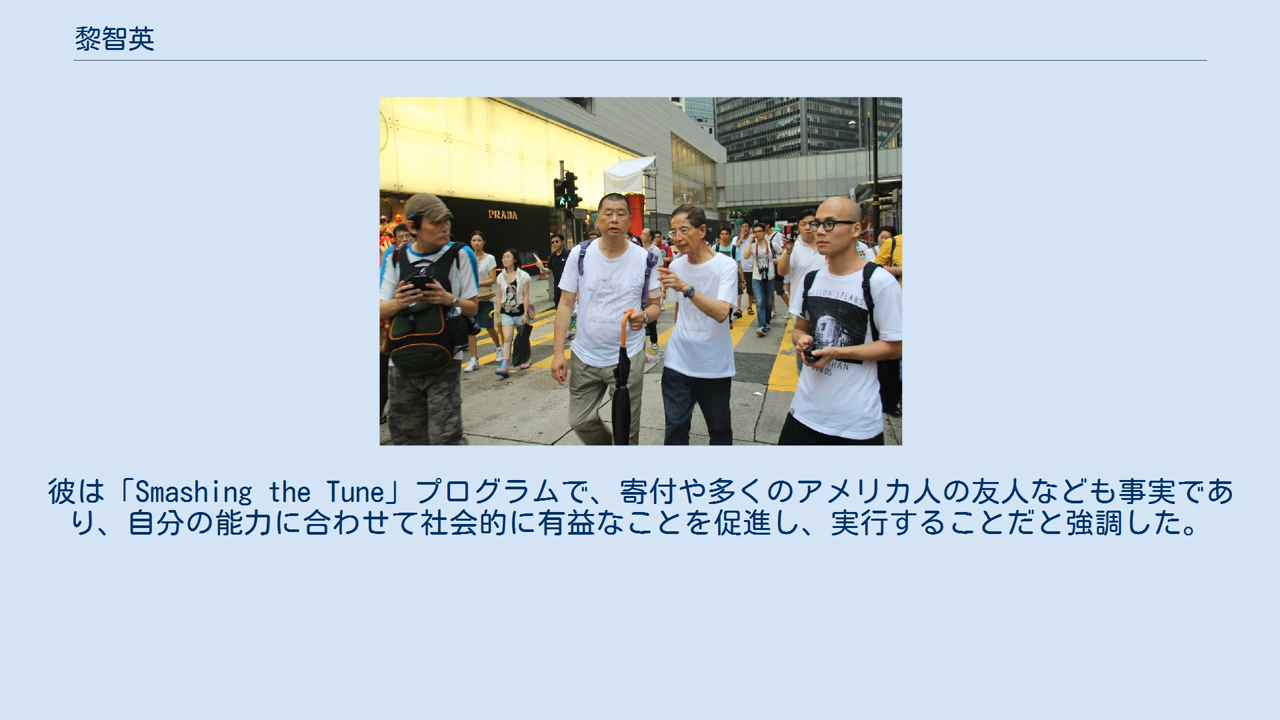 黎智英
PRADA
彼は「Smashing the Tune」プログラムで、寄付や多くのアメリカ人の友人なども事実であ
り、自分の能力に合わせて社会的に有益なことを促進し、実行することだと強調した。